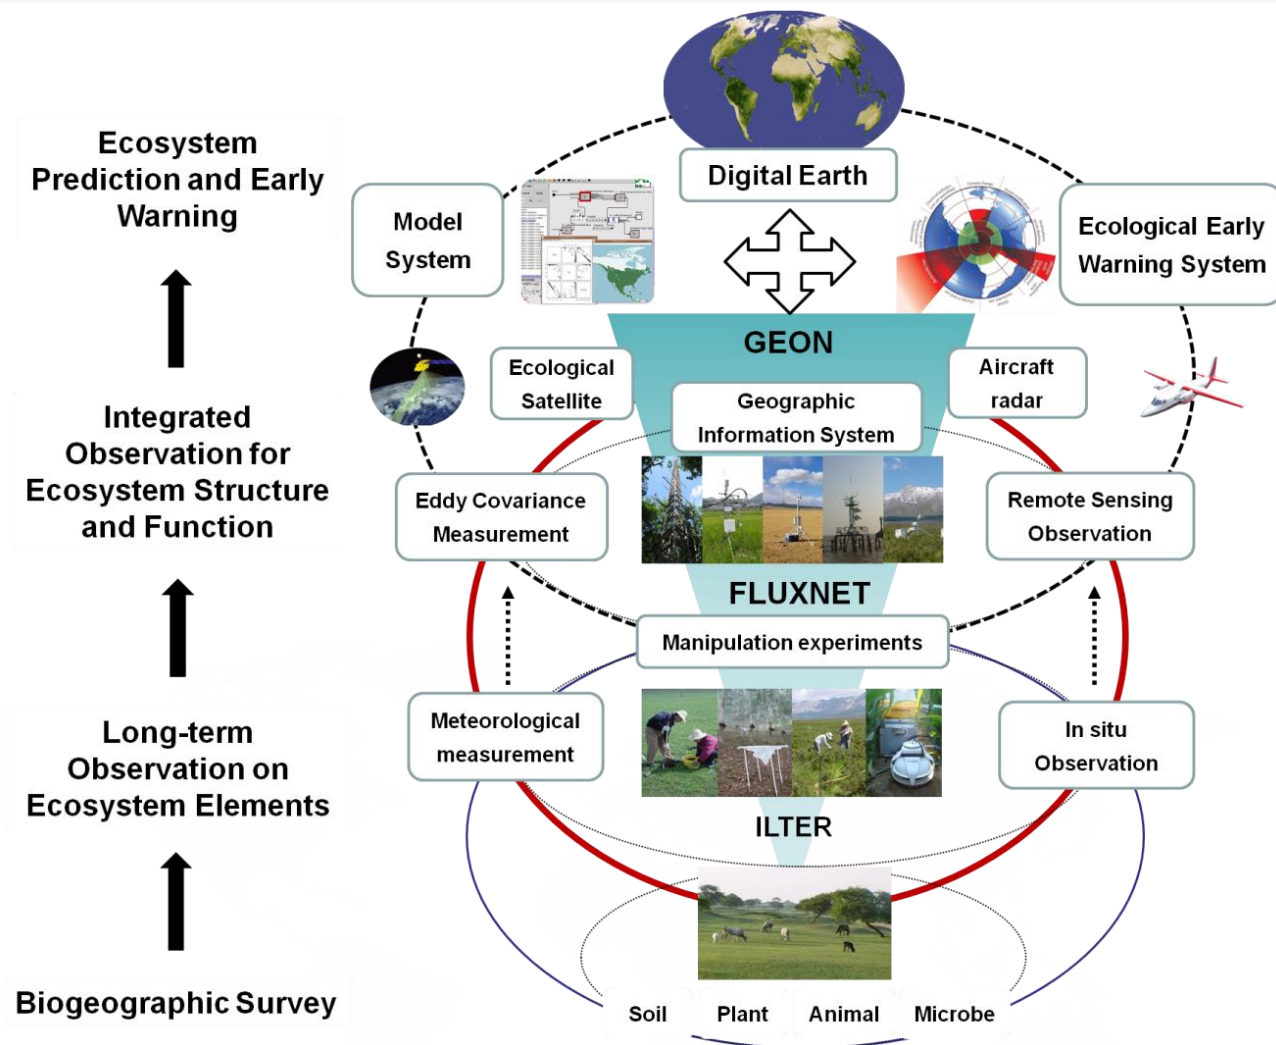 Ecosystem
Prediction and Early
Warning
Integrated
Observation for
Ecosystem Structure
and Function
Long-term
Observation on
Ecosystem Elements
Biogeographic Survey
Digital Earth
Model
System
Ecological Early
Warning System
GEON
Ecological
Satellite
Aircraft
radar
Geographic
Information System
Eddy Covariance
Measurement
Remote Sensing
Observation
FLUXNET
Manipulation experiments
Meteorological
measurement
In situ
Observation
ILTER
Soil
Plant
Animal
Microbe